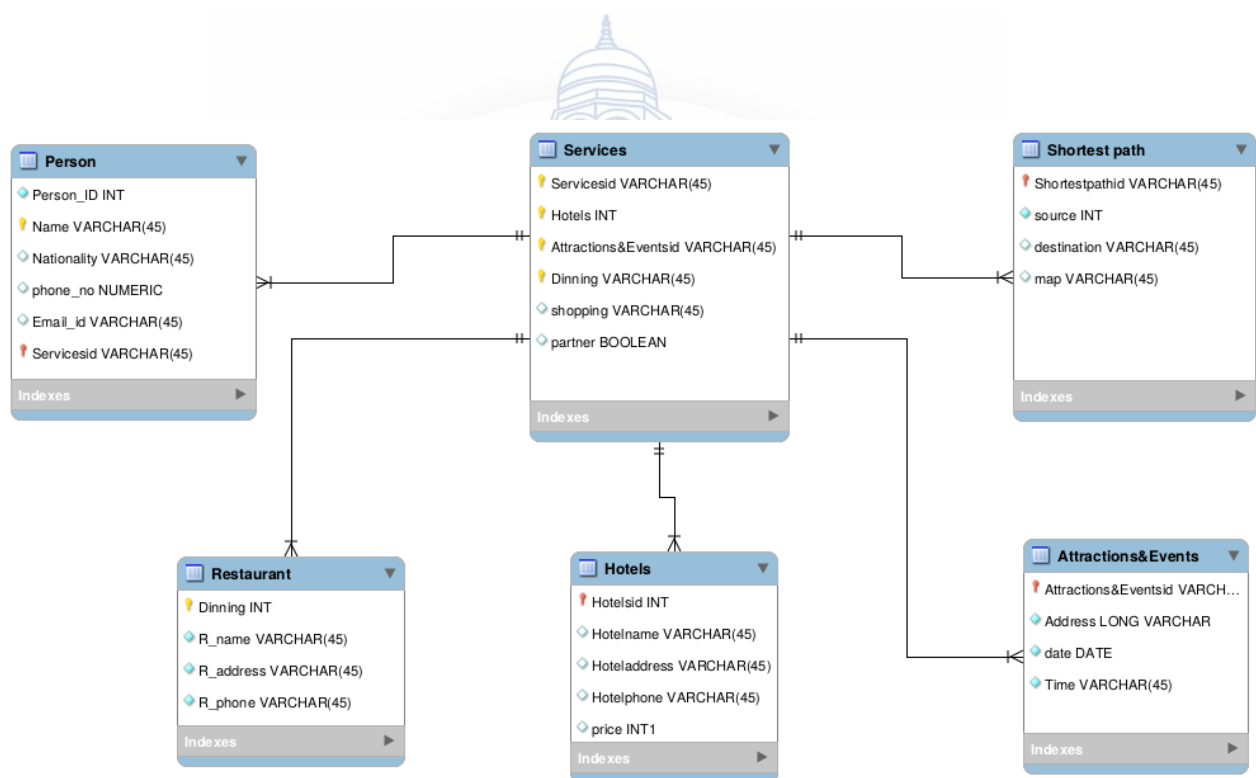 Person
Person_ID INT
Name VARCHAR(45)
Nationality VARCHAR(45)
phone_no NUMERIC
Email_id VARCHAR(45)
Servicesid VARCHAR(45)
Indexes
Services
Servicesid VARCHAR(45)
Hotels INT
Attractions&Eventsid VARCHAR(45)
Dinning VARCHAR(45)
shopping VARCHAR(45)
partner BOOLEAN
Indexes
Shortest path
Shortestpathid VARCHAR(45)
source INT
destination VARCHAR(45)
map VARCHAR(45)
Indexes
Restaurant
Dinning INT
R_name VARCHAR(45)
R_address VARCHAR(45)
R_phone VARCHAR(45)
Indexes
Hotels
Hotelsid INT
Hotelname VARCHAR(45)
Hoteladdress VARCHAR(45)
Hotelphone VARCHAR(45)
price INT1
Indexes
Attractions&Events
Attractions&Eventsid VARCH...
Address LONG VARCHAR
date DATE
Time VARCHAR(45)
Indexes